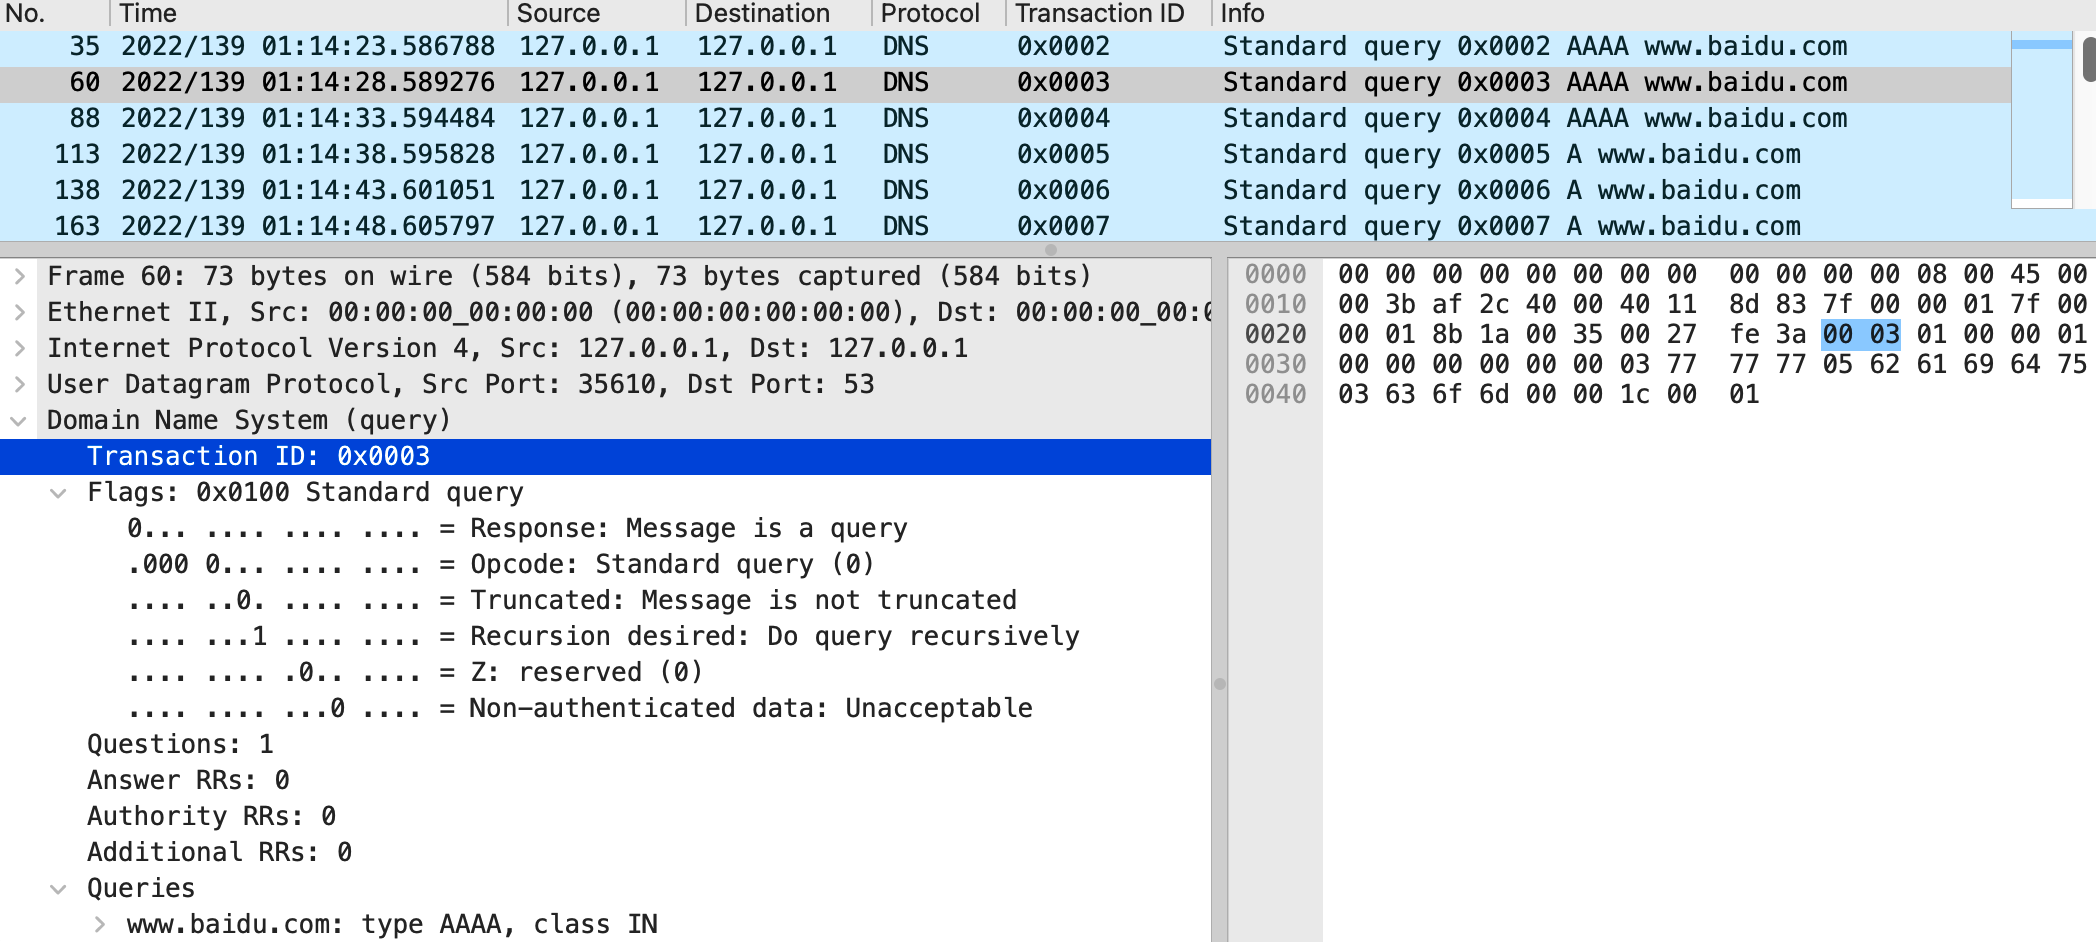 No. Time Source Destination Protocol Transaction ID Info
35 2022/139 01:14:23.586788 127.0.0.1 127.0.0.1 DNS 0x0002 Standard query 0x0002 AAAA www.baidu.com
60 2022/139 01:14:28.589276 127.0.0.1 127.0.0.1 DNS 0x0003 Standard query 0x0003 AAAA www.baidu.com
88 2022/139 01:14:33.594484 127.0.0.1 127.0.0.1 DNS 0x0004 Standard query 0x0004 AAAA www.baidu.com
113 2022/139 01:14:38.595828 127.0.0.1 127.0.0.1 DNS 0x0005 Standard query 0x0005 A www.baidu.com
138 2022/139 01:14:43.601051 127.0.0.1 127.0.0.1 DNS 0x0006 Standard query 0x0006 A www.baidu.com
163 2022/139 01:14:48.605797 127.0.0.1 127.0.0.1 DNS 0x0007 Standard query 0x0007 A www.baidu.com
Frame 60: 73 bytes on wire (584 bits), 73 bytes captured (584 bits)
Ethernet II, Src: 00:00:00_00:00:00 (00:00:00:00:00:00), Dst: 00:00:00_00:0
Internet Protocol Version 4, Src: 127.0.0.1, Dst: 127.0.0.1
User Datagram Protocol, Src Port: 35610, Dst Port: 53
Domain Name System (query)
Transaction ID: 0x0003
Flags: 0x0100 Standard query
0... .... .... .... = Response: Message is a query
.000 0... .... .... = Opcode: Standard query (0)
.... ..0. .... .... = Truncated: Message is not truncated
.... ...1 .... .... = Recursion desired: Do query recursively
.... .... .0.. .... = Z: reserved (0)
.... .... ...0 .... = Non-authenticated data: Unacceptable
Questions: 1
Answer RRs: 0
Authority RRs: 0
Additional RRs: 0
Queries
www.baidu.com: type AAAA, class IN
0000 00 00 00 00 00 00 00 00 00 00 00 00 08 00 45 00
0010 00 3b af 2c 40 00 40 11 8d 83 7f 00 00 01 7f 00
0020 00 01 8b 1a 00 35 00 27 fe 3a 00 03 01 00 00 01
0030 00 00 00 00 00 00 03 77 77 77 05 62 61 69 64 75
0040 03 63 6f 6d 00 00 1c 00 01